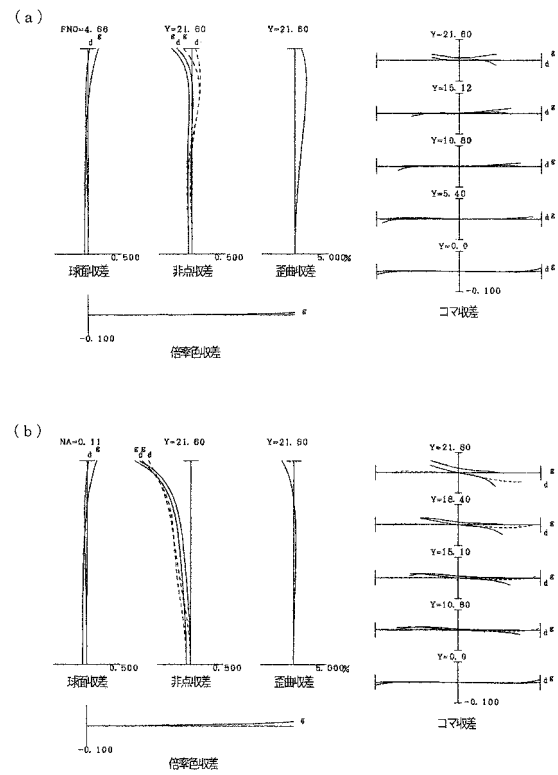 (a)
FNO=4.66
d g
Y=21.60
g d g d
Y=21.60
0.500
球面収差
0.500
非点収差
5.000%
歪曲収差
g
-0.100
倍率色収差
Y=21.60
g
d
Y=15.12
d g
Y=10.80
d g
Y=5.40
d g
Y=0.0
d g
-0.100
コマ収差
(b)
NA=0.11
d g
Y=21.60
g g d d
Y=21.60
0.500
球面収差
0.500
非点収差
5.000%
歪曲収差
g
-0.100
倍率色収差
Y=21.60
g
d
Y=18.40
g
d
Y=15.10
d g
Y=10.80
d g
Y=0.0
d g
-0.100
コマ収差